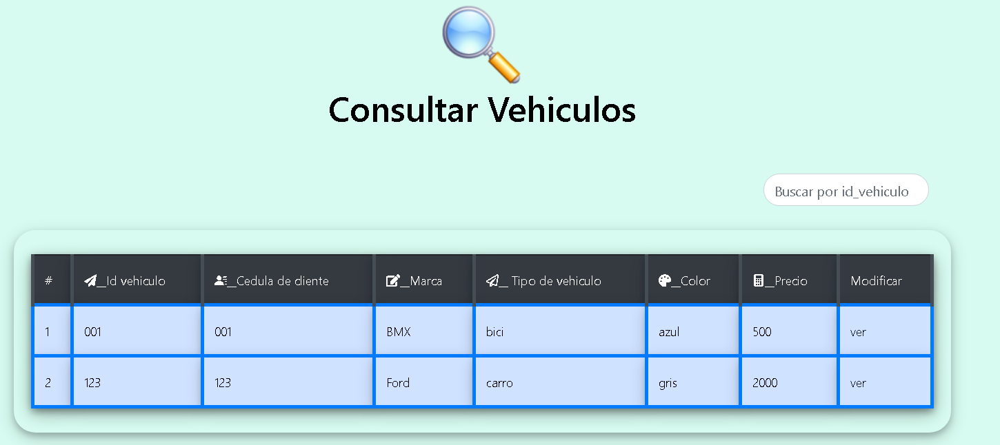 Consultar Vehiculos
Buscar por id_vehiculo
# __Id vehiculo __Cedula de cliente __Marca __ Tipo de vehiculo __Color __Precio Modificar
1 001 001 BMX bici azul 500 ver
2 123 123 Ford carro gris 2000 ver